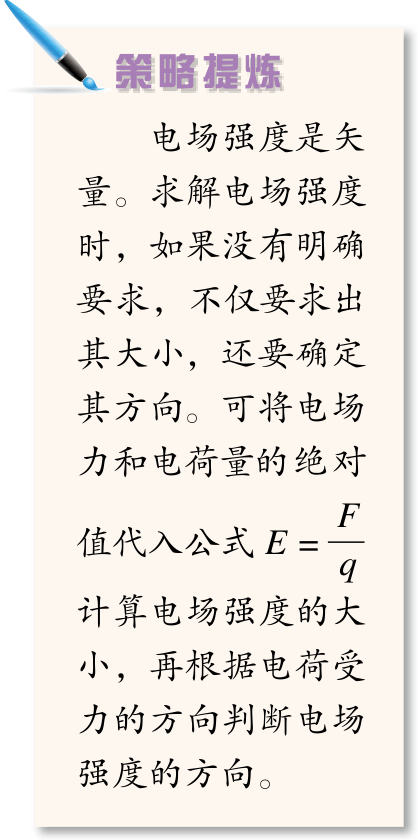 策略提炼
电场强度是矢
量。求解电场强度
时，如果没有明确
要求，不仅要求出
其大小，还要确定
其方向。可将电场
力和电荷量的绝对
值代入公式 E = F/q
计算电场强度的大
小，再根据电荷受
力的方向判断电场
强度的方向。